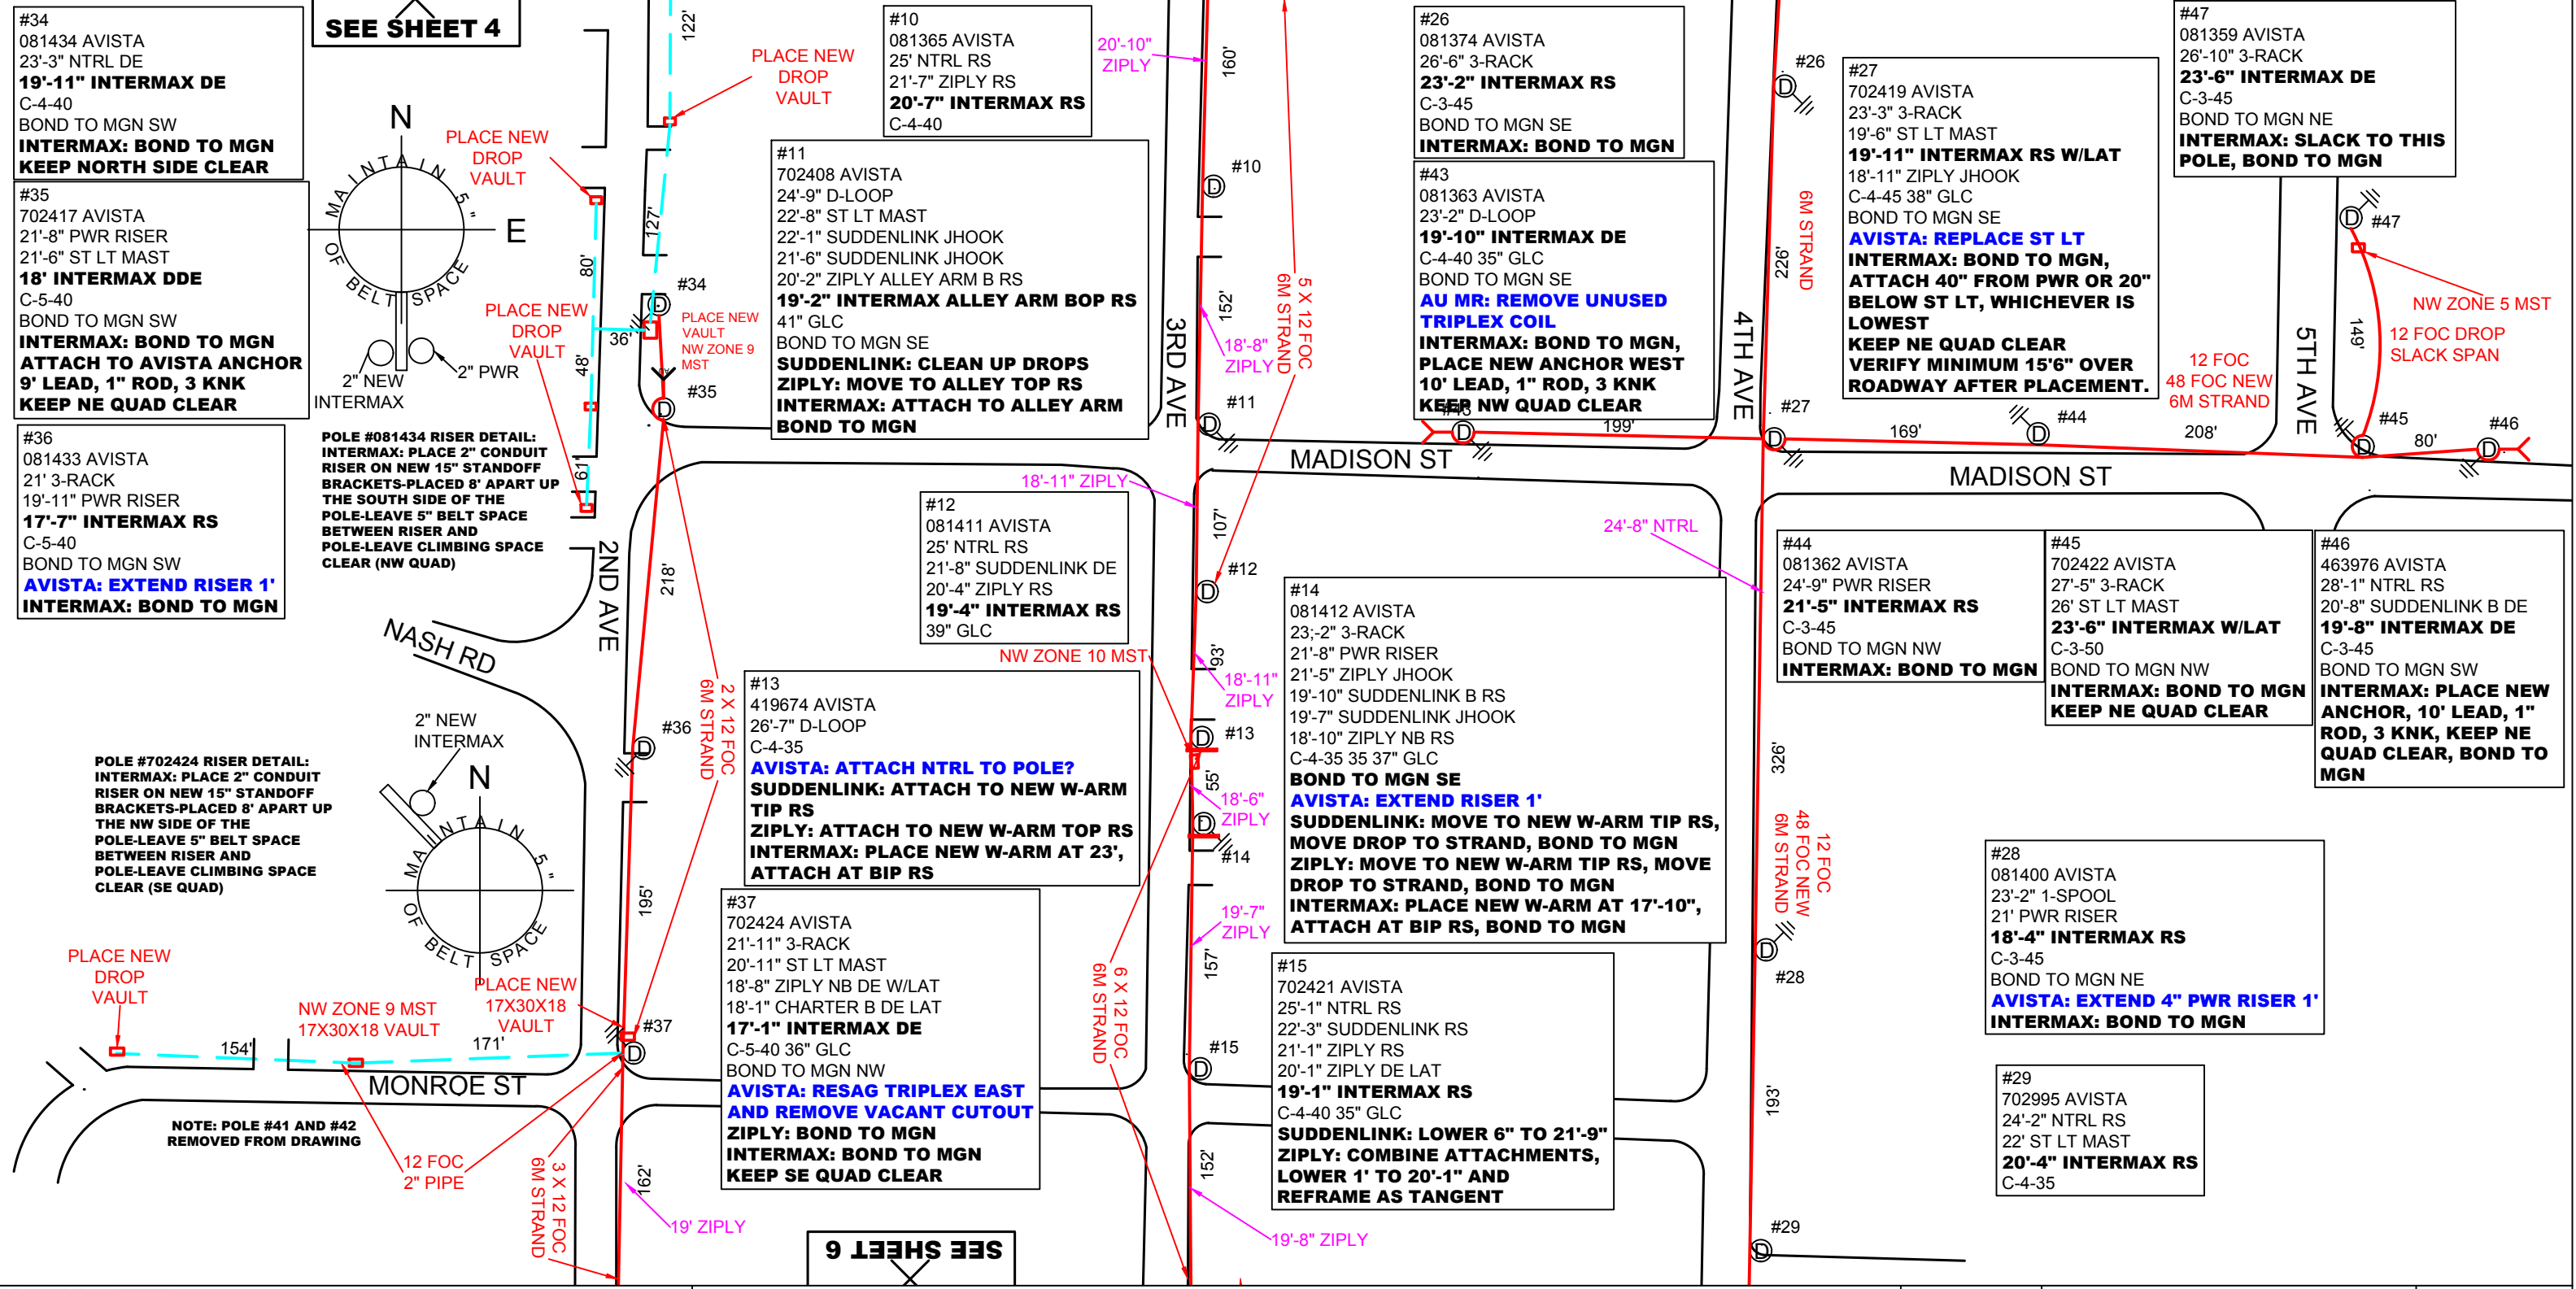 #34
081434 AVISTA
23'-3" NTRL DE
19'-11" INTERMAX DE
C-4-40
BOND TO MGN SW
INTERMAX: BOND TO MGN
KEEP NORTH SIDE CLEAR
#35
702417 AVISTA
21'-8" PWR RISER
21'-6" ST LT MAST
18' INTERMAX DDE
C-5-40
BOND TO MGN SW
INTERMAX: BOND TO MGN
ATTACH TO AVISTA ANCHOR
9' LEAD, 1" ROD, 3 KNK
KEEP NE QUAD CLEAR
#36
081433 AVISTA
21' 3-RACK
19'-11" PWR RISER
17'-7" INTERMAX RS
C-5-40
BOND TO MGN SW
AVISTA: EXTEND RISER 1'
INTERMAX: BOND TO MGN
SEE SHEET 4
N
E
MAINTAIN 5"
OF BELT SPACE
2" NEW
INTERMAX
2" PWR
POLE #081434 RISER DETAIL:
INTERMAX: PLACE 2" CONDUIT
RISER ON NEW 15" STANDOFF
BRACKETS-PLACED 8' APART UP
THE SOUTH SIDE OF THE
POLE-LEAVE 5" BELT SPACE
BETWEEN RISER AND
POLE-LEAVE CLIMBING SPACE
CLEAR (NW QUAD)
PLACE NEW
DROP
VAULT
PLACE NEW
DROP
VAULT
PLACE NEW
DROP
VAULT
122'
127'
80'
36'
48'
61'
#34
PLACE NEW
VAULT
NW ZONE 9
MST
#35
2ND AVE
218'
NASH RD
2 X 12 FOC
6M STRAND
#36
195'
#10
081365 AVISTA
25' NTRL RS
21'-7" ZIPLY RS
20'-7" INTERMAX RS
C-4-40
#11
702408 AVISTA
24'-9" D-LOOP
22'-8" ST LT MAST
22'-1" SUDDENLINK JHOOK
21'-6" SUDDENLINK JHOOK
20'-2" ZIPLY ALLEY ARM B RS
19'-2" INTERMAX ALLEY ARM BOP RS
41" GLC
BOND TO MGN SE
SUDDENLINK: CLEAN UP DROPS
ZIPLY: MOVE TO ALLEY TOP RS
INTERMAX: ATTACH TO ALLEY ARM
BOND TO MGN
20'-10"
ZIPLY
160'
#10
3RD AVE
152'
18'-8"
ZIPLY
5 X 12 FOC
6M STRAND
#11
MADISON ST
18'-11" ZIPLY
107'
#12
081411 AVISTA
25' NTRL RS
21'-8" SUDDENLINK DE
20'-4" ZIPLY RS
19'-4" INTERMAX RS
39" GLC
#12
NW ZONE 10 MST
93'
18'-11"
ZIPLY
#13
419674 AVISTA
26'-7" D-LOOP
C-4-35
AVISTA: ATTACH NTRL TO POLE?
SUDDENLINK: ATTACH TO NEW W-ARM
TIP RS
ZIPLY: ATTACH TO NEW W-ARM TOP RS
INTERMAX: PLACE NEW W-ARM AT 23',
ATTACH AT BIP RS
#13
55'
18'-6"
ZIPLY
#14
#37
702424 AVISTA
21'-11" 3-RACK
20'-11" ST LT MAST
18'-8" ZIPLY NB DE W/LAT
18'-1" CHARTER B DE LAT
17'-1" INTERMAX DE
C-5-40 36" GLC
BOND TO MGN NW
AVISTA: RESAG TRIPLEX EAST
AND REMOVE VACANT CUTOUT
ZIPLY: BOND TO MGN
INTERMAX: BOND TO MGN
KEEP SE QUAD CLEAR
19'-7"
ZIPLY
157'
6 X 12 FOC
6M STRAND
#15
152'
19'-8" ZIPLY
SEE SHEET 6
#26
081374 AVISTA
26'-6" 3-RACK
23'-2" INTERMAX RS
C-3-45
BOND TO MGN SE
INTERMAX: BOND TO MGN
#43
081363 AVISTA
23'-2" D-LOOP
19'-10" INTERMAX DE
C-4-40 35" GLC
BOND TO MGN SE
AU MR: REMOVE UNUSED
TRIPLEX COIL
INTERMAX: BOND TO MGN,
PLACE NEW ANCHOR WEST
10' LEAD, 1" ROD, 3 KNK
KEEP NW QUAD CLEAR
#43
199'
4TH AVE
#26
226'
6M STRAND
#27
#27
702419 AVISTA
23'-3" 3-RACK
19'-6" ST LT MAST
19'-11" INTERMAX RS W/LAT
18'-11" ZIPLY JHOOK
C-4-45 38" GLC
BOND TO MGN SE
AVISTA: REPLACE ST LT
INTERMAX: BOND TO MGN,
ATTACH 40" FROM PWR OR 20"
BELOW ST LT, WHICHEVER IS
LOWEST
KEEP NE QUAD CLEAR
VERIFY MINIMUM 15'6" OVER
ROADWAY AFTER PLACEMENT.
169'
#44
#47
081359 AVISTA
26'-10" 3-RACK
23'-6" INTERMAX DE
C-3-45
BOND TO MGN NE
INTERMAX: SLACK TO THIS
POLE, BOND TO MGN
#47
NW ZONE 5 MST
12 FOC DROP
SLACK SPAN
149'
5TH AVE
12 FOC
48 FOC NEW
6M STRAND
208'
#45
80'
#46
MADISON ST
24'-8" NTRL
#14
081412 AVISTA
23;-2" 3-RACK
21'-8" PWR RISER
21'-5" ZIPLY JHOOK
19'-10" SUDDENLINK B RS
19'-7" SUDDENLINK JHOOK
18'-10" ZIPLY NB RS
C-4-35 35 37" GLC
BOND TO MGN SE
AVISTA: EXTEND RISER 1'
SUDDENLINK: MOVE TO NEW W-ARM TIP RS,
MOVE DROP TO STRAND, BOND TO MGN
ZIPLY: MOVE TO NEW W-ARM TIP RS, MOVE
DROP TO STRAND, BOND TO MGN
INTERMAX: PLACE NEW W-ARM AT 17'-10",
ATTACH AT BIP RS, BOND TO MGN
#15
702421 AVISTA
25'-1" NTRL RS
22'-3" SUDDENLINK RS
21'-1" ZIPLY RS
20'-1" ZIPLY DE LAT
19'-1" INTERMAX RS
C-4-40 35" GLC
SUDDENLINK: LOWER 6" TO 21'-9"
ZIPLY: COMBINE ATTACHMENTS,
LOWER 1' TO 20'-1" AND
REFRAME AS TANGENT
#44
081362 AVISTA
24'-9" PWR RISER
21'-5" INTERMAX RS
C-3-45
BOND TO MGN NW
INTERMAX: BOND TO MGN
#45
702422 AVISTA
27'-5" 3-RACK
26' ST LT MAST
23'-6" INTERMAX W/LAT
C-3-50
BOND TO MGN NW
INTERMAX: BOND TO MGN
KEEP NE QUAD CLEAR
#46
463976 AVISTA
28'-1" NTRL RS
20'-8" SUDDENLINK B DE
19'-8" INTERMAX DE
C-3-45
BOND TO MGN SW
INTERMAX: PLACE NEW
ANCHOR, 10' LEAD, 1"
ROD, 3 KNK, KEEP NE
QUAD CLEAR, BOND TO
MGN
326'
12 FOC
48 FOC NEW
6M STRAND
#28
193'
#29
#28
081400 AVISTA
23'-2" 1-SPOOL
21' PWR RISER
18'-4" INTERMAX RS
C-3-45
BOND TO MGN NE
AVISTA: EXTEND 4" PWR RISER 1'
INTERMAX: BOND TO MGN
#29
702995 AVISTA
24'-2" NTRL RS
22' ST LT MAST
20'-4" INTERMAX RS
C-4-35
POLE #702424 RISER DETAIL:
INTERMAX: PLACE 2" CONDUIT
RISER ON NEW 15" STANDOFF
BRACKETS-PLACED 8' APART UP
THE NW SIDE OF THE
POLE-LEAVE 5" BELT SPACE
BETWEEN RISER AND
POLE-LEAVE CLIMBING SPACE
CLEAR (SE QUAD)
2" NEW
INTERMAX
N
MAINTAIN 5"
OF BELT SPACE
PLACE NEW
DROP
VAULT
NW ZONE 9 MST
17X30X18 VAULT
PLACE NEW
17X30X18
VAULT
#37
154'
171'
MONROE ST
NOTE: POLE #41 AND #42
REMOVED FROM DRAWING
12 FOC
2" PIPE
3 X 12 FOC
6M STRAND
162'
19' ZIPLY